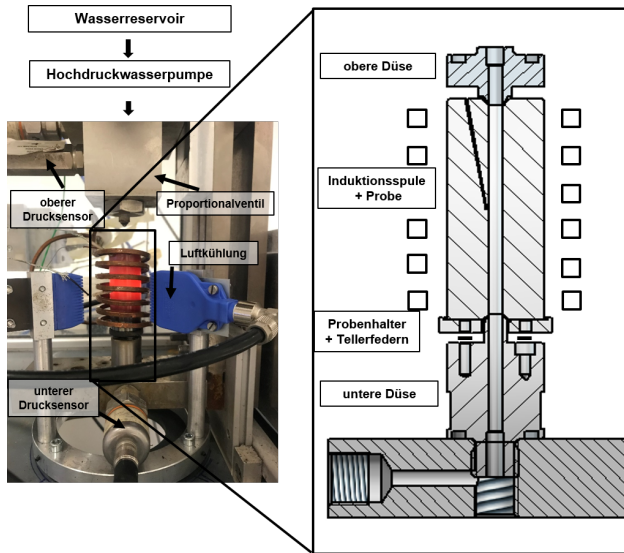 Wasserreservoir
Hochdruckwasserpumpe
oberer
Drucksensor
Proportionalventil
Luftkühlung
unterer
Drucksensor
obere Düse
Induktionsspule
+ Probe
Probenhalter
+ Tellerfedern
untere Düse